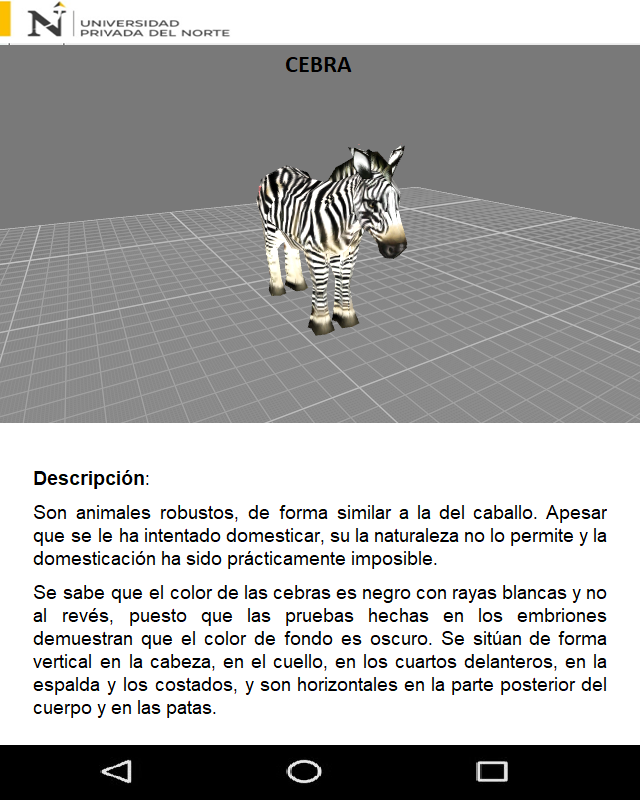 UNIVERSIDAD
PRIVADA DEL NORTE
CEBRA
Descripción:
Son animales robustos, de forma similar a la del caballo. Apesar
que se le ha intentado domesticar, su la naturaleza no lo permite y la
domesticación ha sido prácticamente imposible.
Se sabe que el color de las cebras es negro con rayas blancas y no
al revés, puesto que las pruebas hechas en los embriones
demuestran que el color de fondo es oscuro. Se sitúan de forma
vertical en la cabeza, en el cuello, en los cuartos delanteros, en la
espalda y los costados, y son horizontales en la parte posterior del
cuerpo y en las patas.